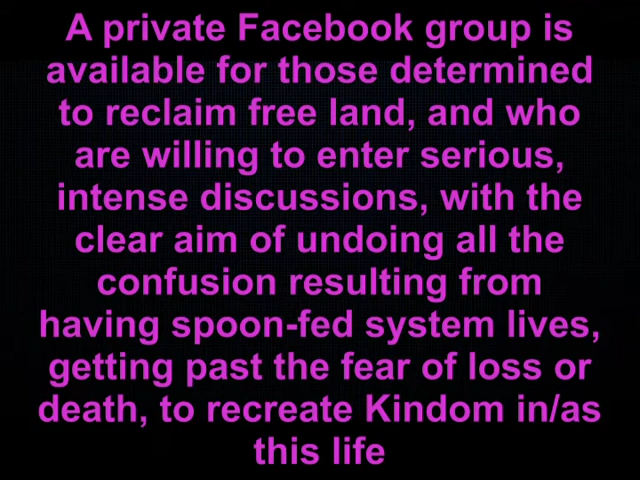 A private Facebook group is
available for those determined
to reclaim free land, and who
are willing to enter serious,
intense discussions, with the
clear aim of undoing all the
confusion resulting from
having spoon-fed system lives,
getting past the fear of loss or
death, to recreate Kindom in/as
this life